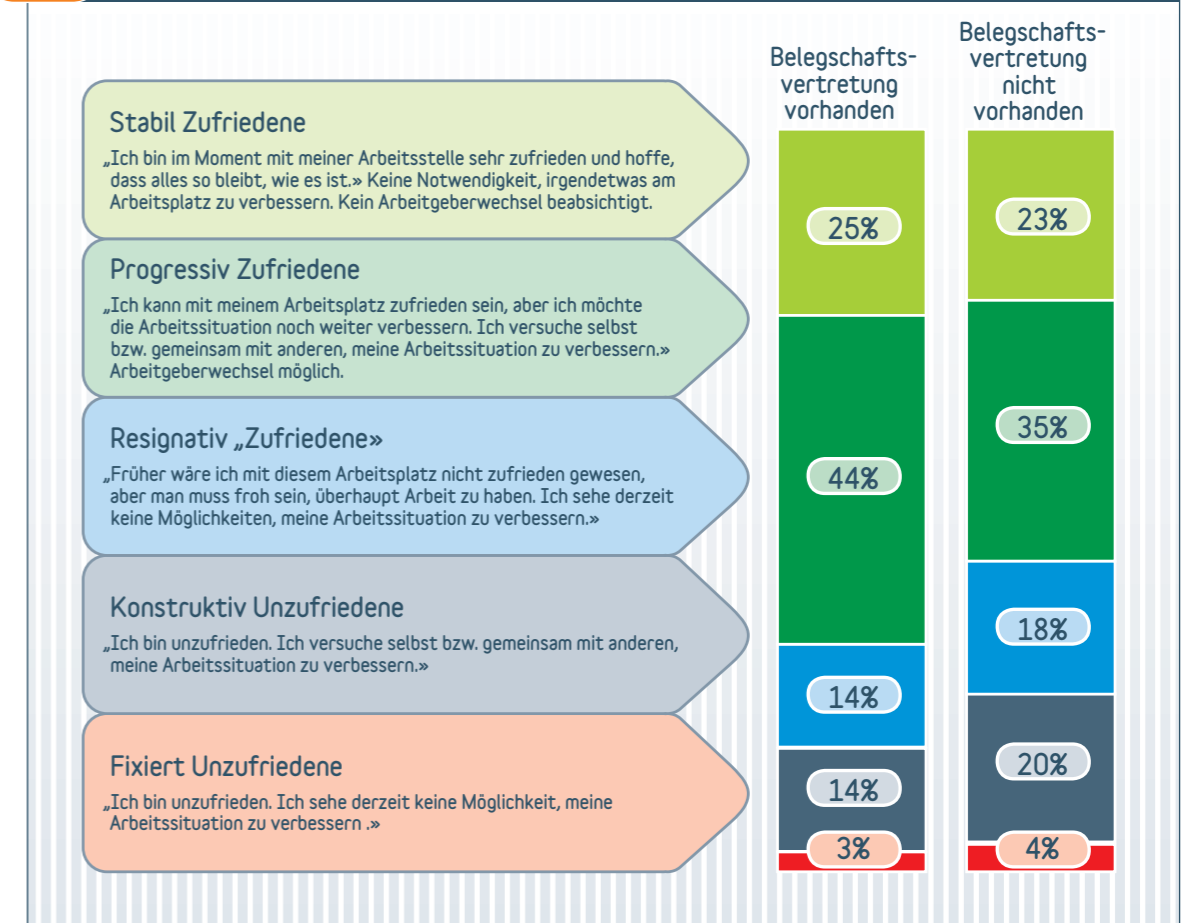 Belegschafts-
vertretung
vorhanden
Belegschafts-
vertretung
nicht
vorhanden
Stabil Zufriedene
„Ich bin im Moment mit meiner Arbeitsstelle sehr zufrieden und hoffe,
dass alles so bleibt, wie es ist.» Keine Notwendigkeit, irgendetwas am
Arbeitsplatz zu verbessern. Kein Arbeitgeberwechsel beabsichtigt.
Progressiv Zufriedene
„Ich kann mit meinem Arbeitsplatz zufrieden sein, aber ich möchte
die Arbeitssituation noch weiter verbessern. Ich versuche selbst
bzw. gemeinsam mit anderen, meine Arbeitssituation zu verbessern.»
Arbeitgeberwechsel möglich.
Resignativ „Zufriedene»
„Früher wäre ich mit diesem Arbeitsplatz nicht zufrieden gewesen,
aber man muss froh sein, überhaupt Arbeit zu haben. Ich sehe derzeit
keine Möglichkeiten, meine Arbeitssituation zu verbessern.»
Konstruktiv Unzufriedene
„Ich bin unzufrieden. Ich versuche selbst bzw. gemeinsam mit anderen,
meine Arbeitssituation zu verbessern.»
Fixiert Unzufriedene
„Ich bin unzufrieden. Ich sehe derzeit keine Möglichkeit, meine
Arbeitssituation zu verbessern .»
25%
44%
14%
14%
3%
23%
35%
18%
20%
4%